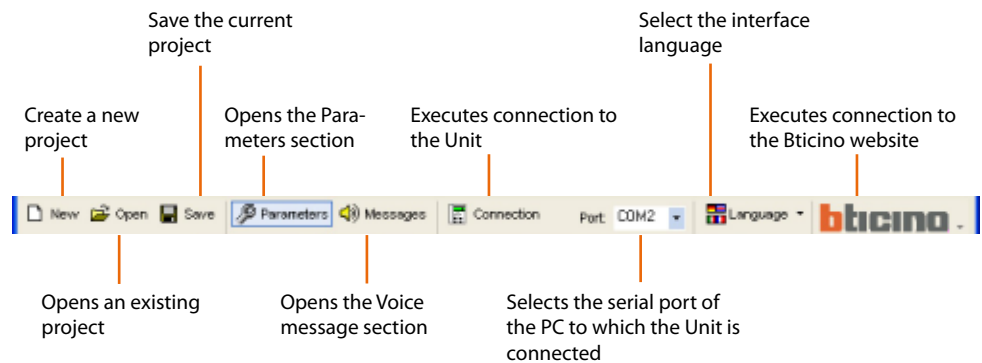 Save the current
project
Select the interface
language
Create a new
project
Opens the Para-
meters section
Executes connection to
the Unit
Executes connection to
the Bticino website
New Open Save Parameters Messages Connection Port: COM2 Language bticino
Opens an existing
project
Opens the Voice
message section
Selects the serial port of
the PC to which the Unit is
connected